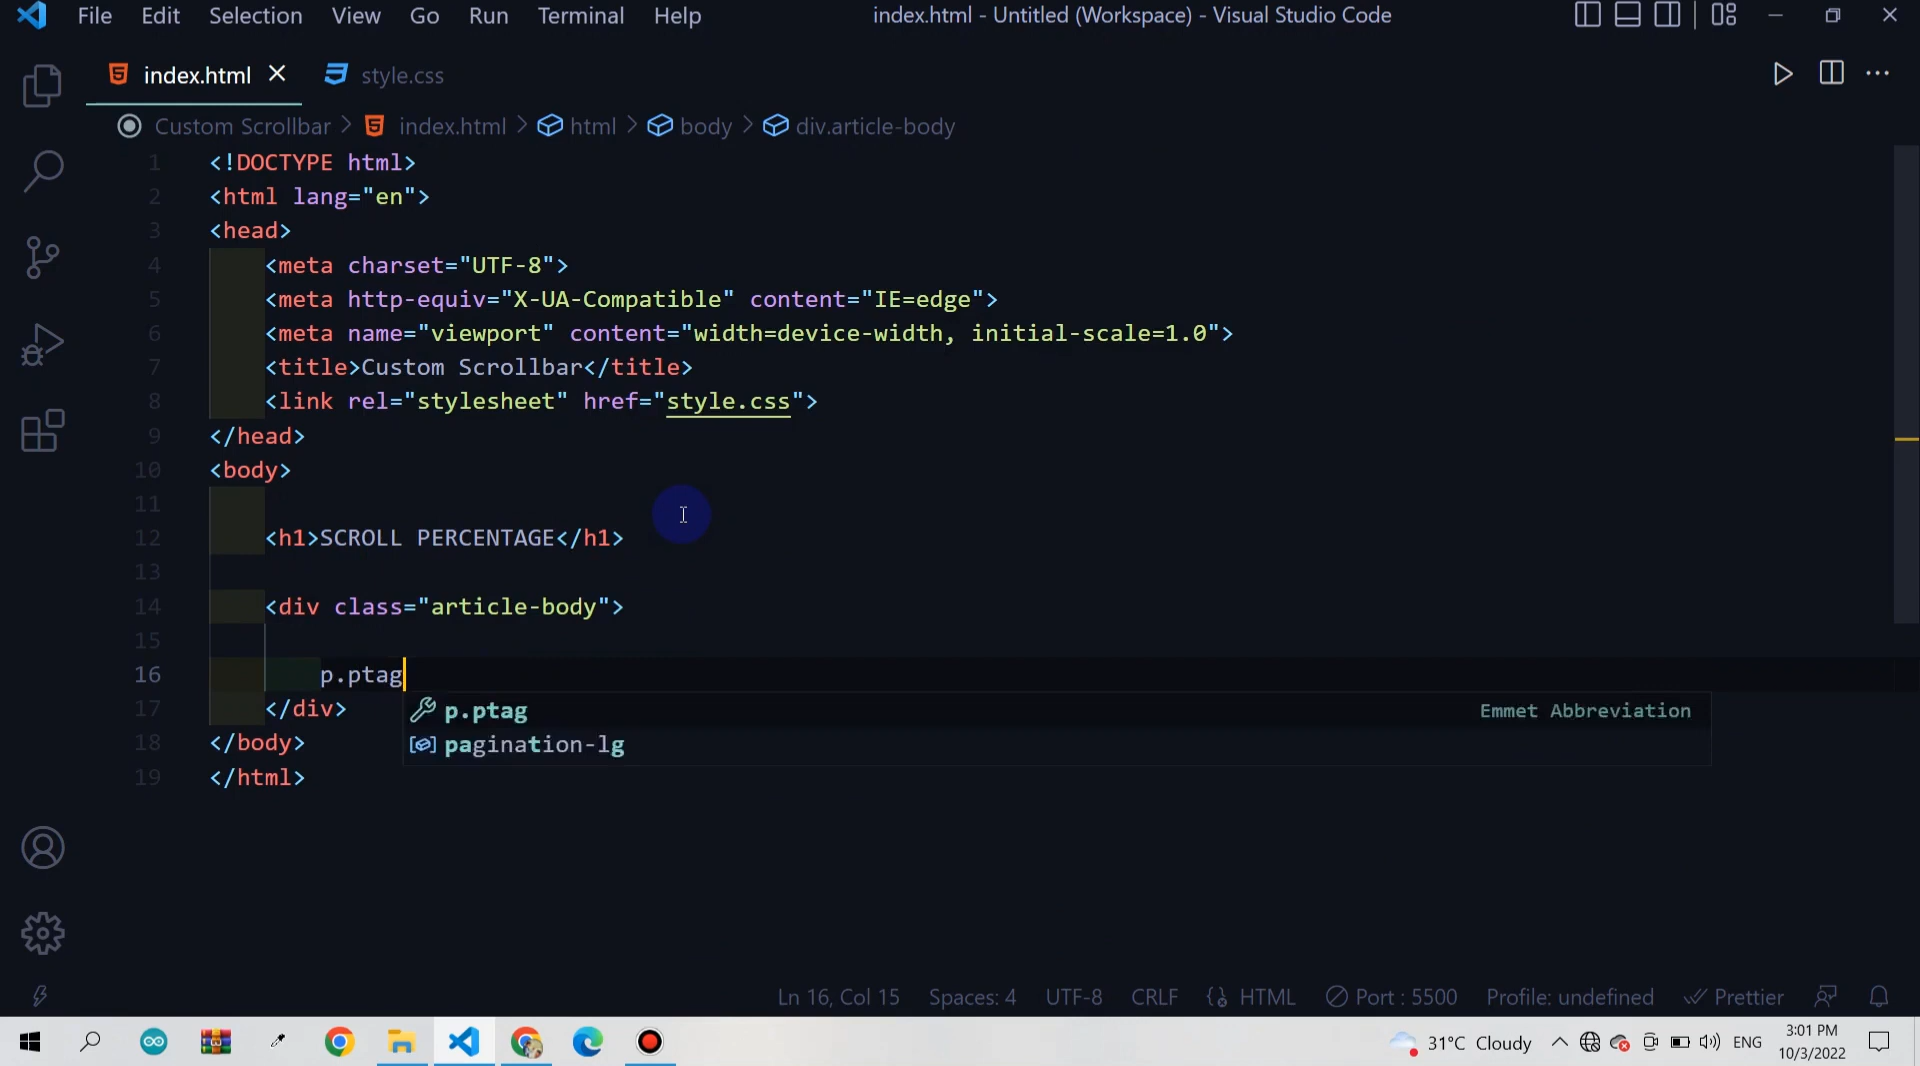 File Edit Selection View Go Run Terminal Help index.html - Untitled (Workspace) - Visual Studio Code
index.html style.css
Custom Scrollbar > index.html > html > body > div.article-body
1 <!DOCTYPE html>
2 <html lang="en">
3 <head>
4 <meta charset="UTF-8">
5 <meta http-equiv="X-UA-Compatible" content="IE=edge">
6 <meta name="viewport" content="width=device-width, initial-scale=1.0">
7 <title>Custom Scrollbar</title>
8 <link rel="stylesheet" href="style.css">
9 </head>
10 <body>
11
12 <h1>SCROLL PERCENTAGE</h1>
13
14 <div class="article-body">
15
16 p.ptag
17 </div>
p.ptag Emmet Abbreviation
18 </body>
pagination-lg
19 </html>
Ln 16, Col 15 Spaces: 4 UTF-8 CRLF HTML Port : 5500 Profile: undefined Prettier
31°C Cloudy ENG 3:01 PM
10/3/2022